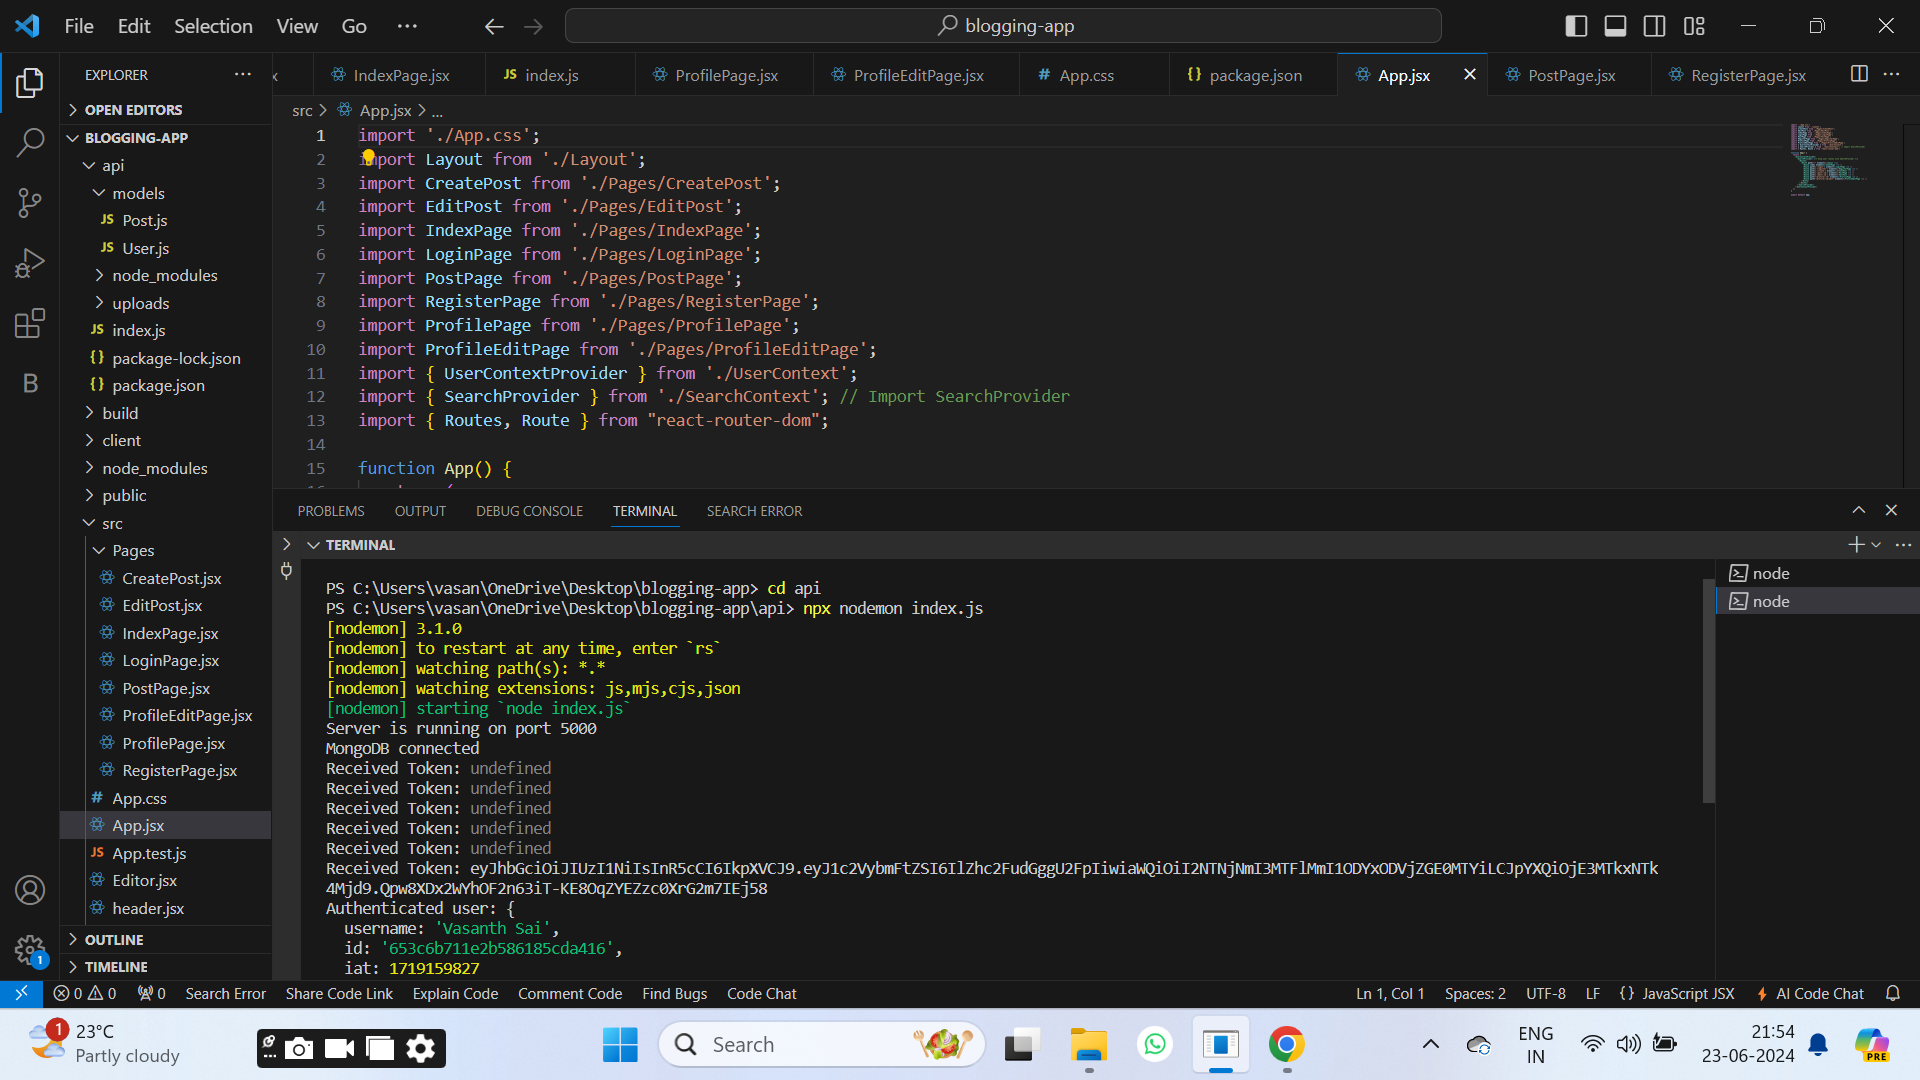 File Edit Selection View Go ···
blogging-app
EXPLORER ···
OPEN EDITORS
BLOGGING-APP
api
models
JS Post.js
JS User.js
node_modules
uploads
JS index.js
{} package-lock.json
{} package.json
build
client
node_modules
public
src
Pages
CreatePost.jsx
EditPost.jsx
IndexPage.jsx
LoginPage.jsx
PostPage.jsx
ProfileEditPage.jsx
ProfilePage.jsx
RegisterPage.jsx
# App.css
App.jsx
JS App.test.js
Editor.jsx
header.jsx
OUTLINE
TIMELINE
B
1
x IndexPage.jsx JS index.js ProfilePage.jsx ProfileEditPage.jsx # App.css {} package.json App.jsx PostPage.jsx RegisterPage.jsx
src > App.jsx > ...
1 import './App.css';
2 import Layout from './Layout';
3 import CreatePost from './Pages/CreatePost';
4 import EditPost from './Pages/EditPost';
5 import IndexPage from './Pages/IndexPage';
6 import LoginPage from './Pages/LoginPage';
7 import PostPage from './Pages/PostPage';
8 import RegisterPage from './Pages/RegisterPage';
9 import ProfilePage from './Pages/ProfilePage';
10 import ProfileEditPage from './Pages/ProfileEditPage';
11 import { UserContextProvider } from './UserContext';
12 import { SearchProvider } from './SearchContext'; // Import SearchProvider
13 import { Routes, Route } from "react-router-dom";
14
15 function App() {
PROBLEMS OUTPUT DEBUG CONSOLE TERMINAL SEARCH ERROR
TERMINAL
node
node
PS C:\Users\vasan\OneDrive\Desktop\blogging-app> cd api
PS C:\Users\vasan\OneDrive\Desktop\blogging-app\api> npx nodemon index.js
[nodemon] 3.1.0
[nodemon] to restart at any time, enter `rs`
[nodemon] watching path(s): *.*
[nodemon] watching extensions: js,mjs,cjs,json
[nodemon] starting `node index.js`
Server is running on port 5000
MongoDB connected
Received Token: undefined
Received Token: undefined
Received Token: undefined
Received Token: undefined
Received Token: undefined
Received Token: eyJhbGciOiJIUzI1NiIsInR5cCI6IkpXVCJ9.eyJ1c2VybmFtZSI6IlZhc2FudGggU2FpIiwiaWQiOiI2NTNjNmI3MTFlMmI1ODYxODVjZGE0MTYiLCJpYXQiOjE3MTkxNTk
4Mjd9.Qpw8XDx2WYhOF2n63iT-KE8OqZYEZzc0XrG2m7IEj58
Authenticated user: {
username: 'Vasanth Sai',
id: '653c6b711e2b586185cda416',
iat: 1719159827
0 0 0 Search Error Share Code Link Explain Code Comment Code Find Bugs Code Chat
Ln 1, Col 1 Spaces: 2 UTF-8 LF {} JavaScript JSX AI Code Chat
1
23°C
Partly cloudy
Search
PRE
ENG
IN
21:54
23-06-2024